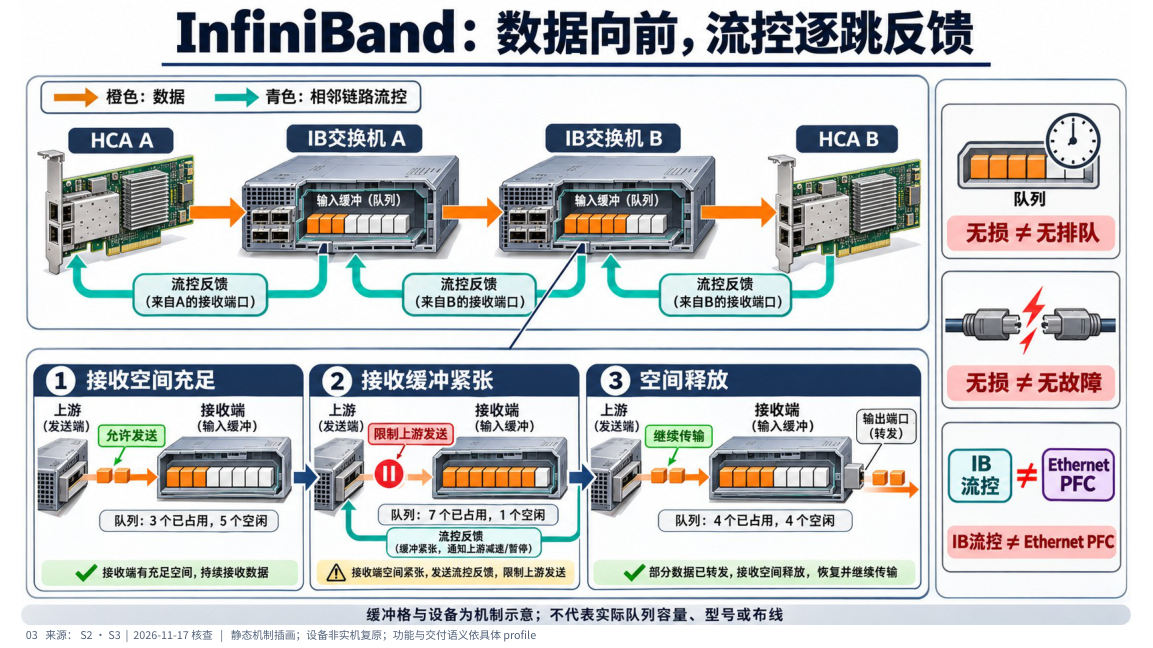 InfiniBand：数据向前，流控逐跳反馈
橙色：数据
青色：相邻链路流控
HCA A
IB交换机 A
IB交换机 B
HCA B
输入缓冲（队列）
输入缓冲（队列）
流控反馈
（来自A的接收端口）
流控反馈
（来自B的接收端口）
流控反馈
（来自B的接收端口）
队列
无损 ≠ 无排队
无损 ≠ 无故障
IB
流控
≠
Ethernet
PFC
IB流控 ≠ Ethernet PFC
1 接收空间充足
上游
（发送端）
接收端
（输入缓冲）
允许发送
队列：3 个已占用，5 个空闲
接收端有充足空间，持续接收数据
2 接收缓冲紧张
上游
（发送端）
接收端
（输入缓冲）
限制上游发送
队列：7 个已占用，1 个空闲
流控反馈
（缓冲紧张，通知上游减速/暂停）
接收端空间紧张，发送流控反馈，限制上游发送
3 空间释放
上游
（发送端）
接收端
（输入缓冲）
输出端口
（转发）
继续传输
队列：4 个已占用，4 个空闲
部分数据已转发，接收空间释放，恢复并继续传输
缓冲格与设备为机制示意；不代表实际队列容量、型号或布线
03 来源： S2 · S3 | 2026-11-17 核查 | 静态机制插画；设备非实机复原；功能与交付语义依具体 profile